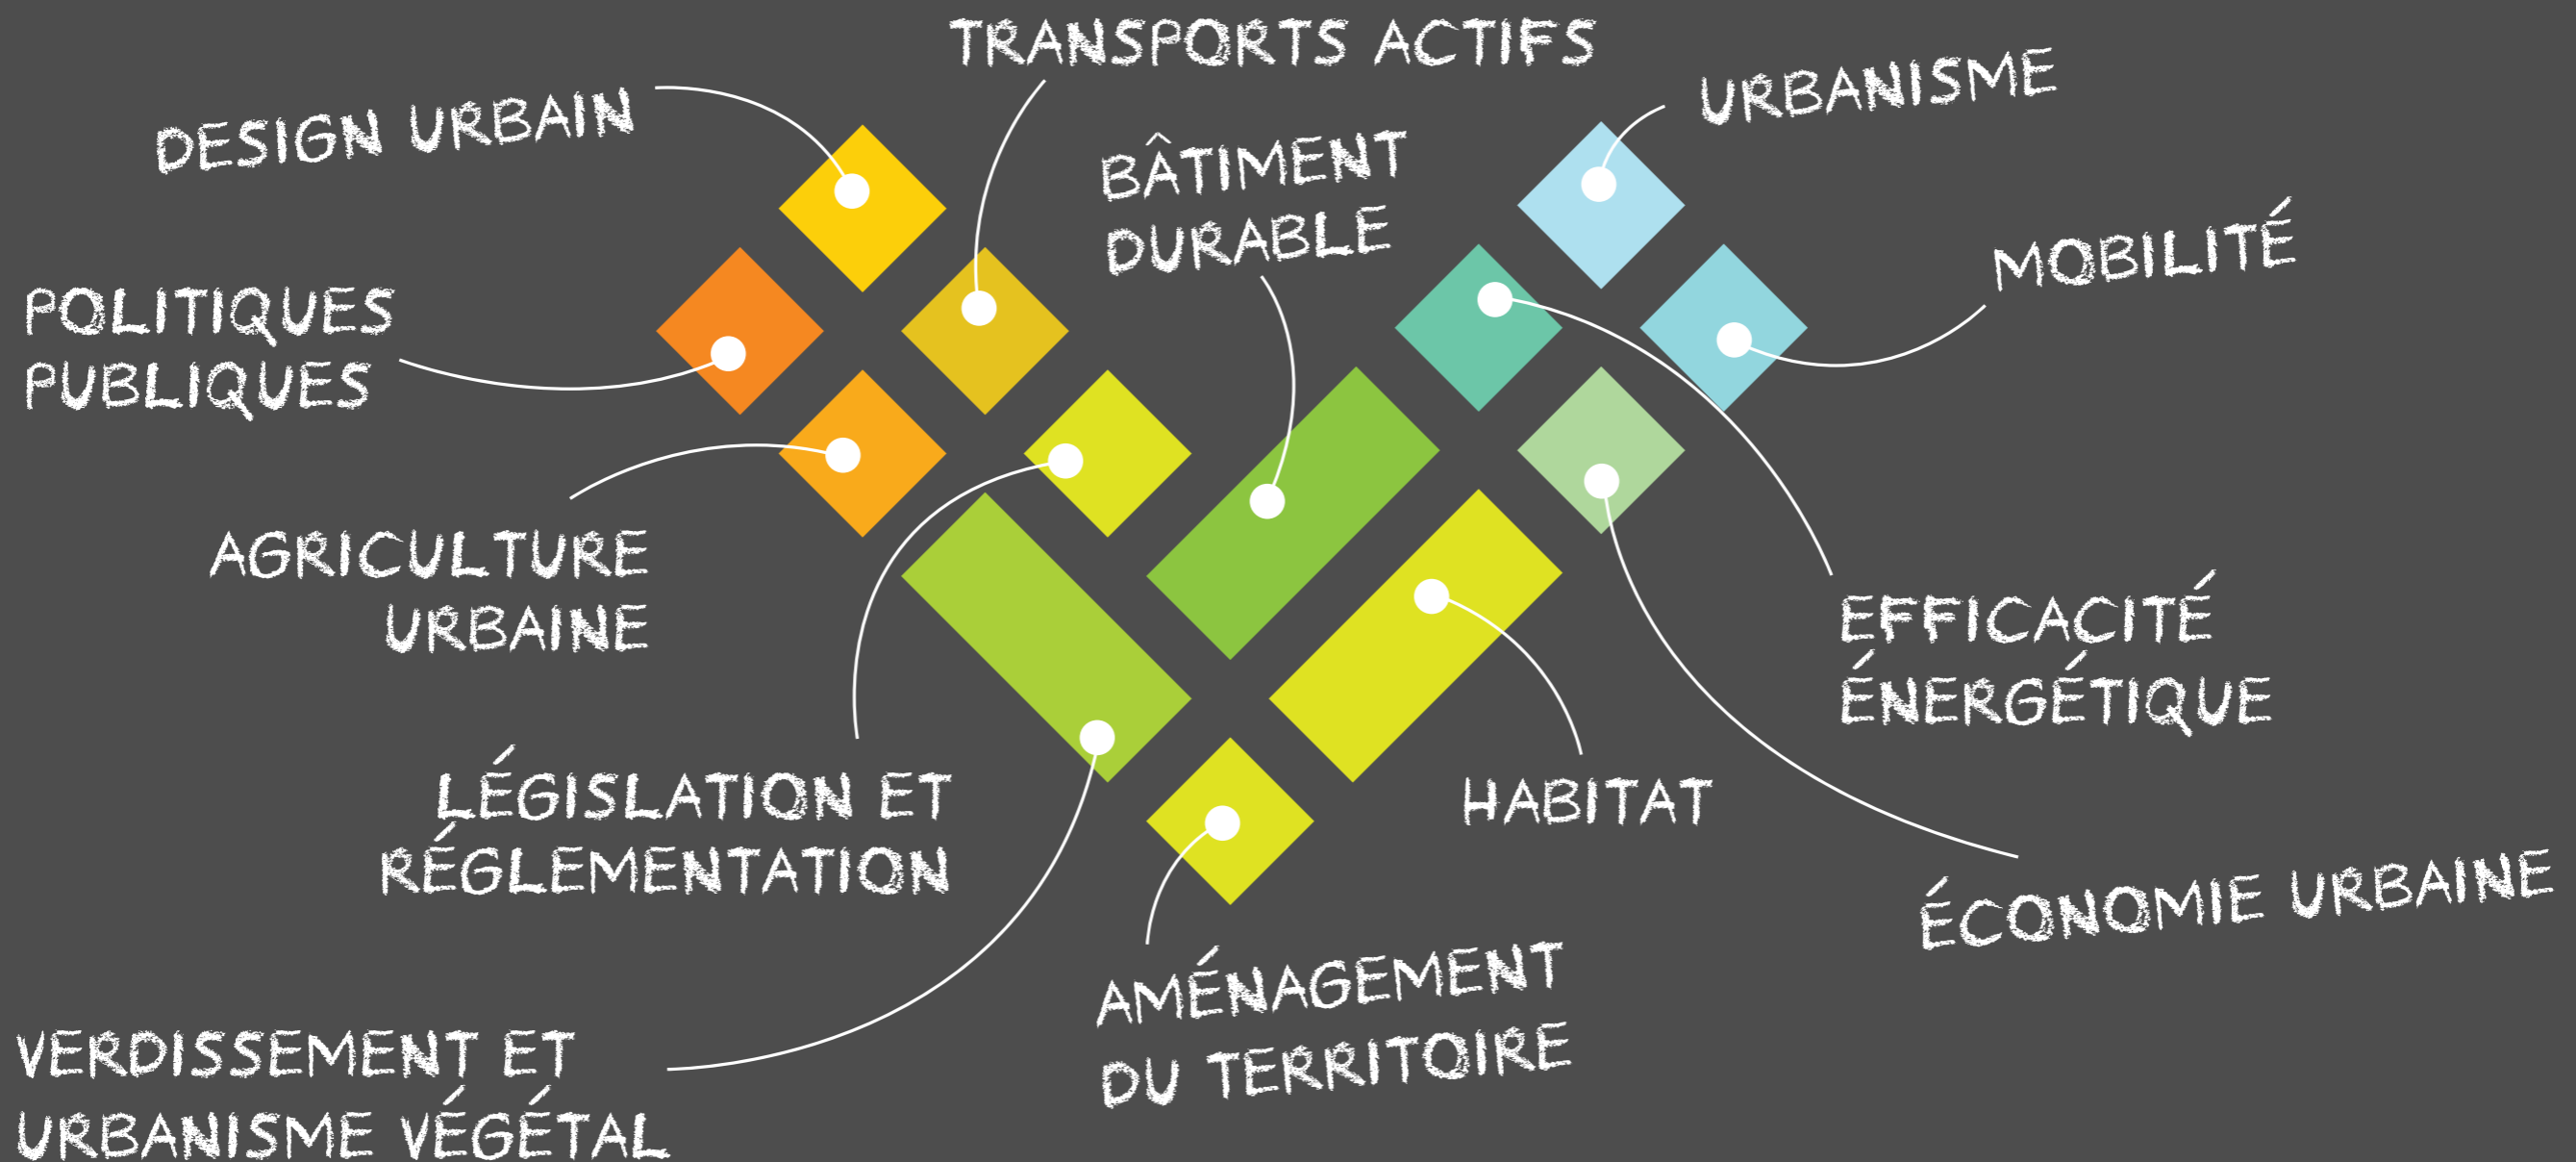 TRANSPORTS ACTIFS
URBANISME
DESIGN URBAIN
BÂTIMENT
DURABLE
MOBILITÉ
POLITIQUES
PUBLIQUES
AGRICULTURE
URBAINE
EFFICACITÉ
ÉNERGÉTIQUE
LÉGISLATION ET
RÉGLEMENTATION
HABITAT
ÉCONOMIE URBAINE
AMÉNAGEMENT
DU TERRITOIRE
VERDISSEMENT ET
URBANISME VÉGÉTAL